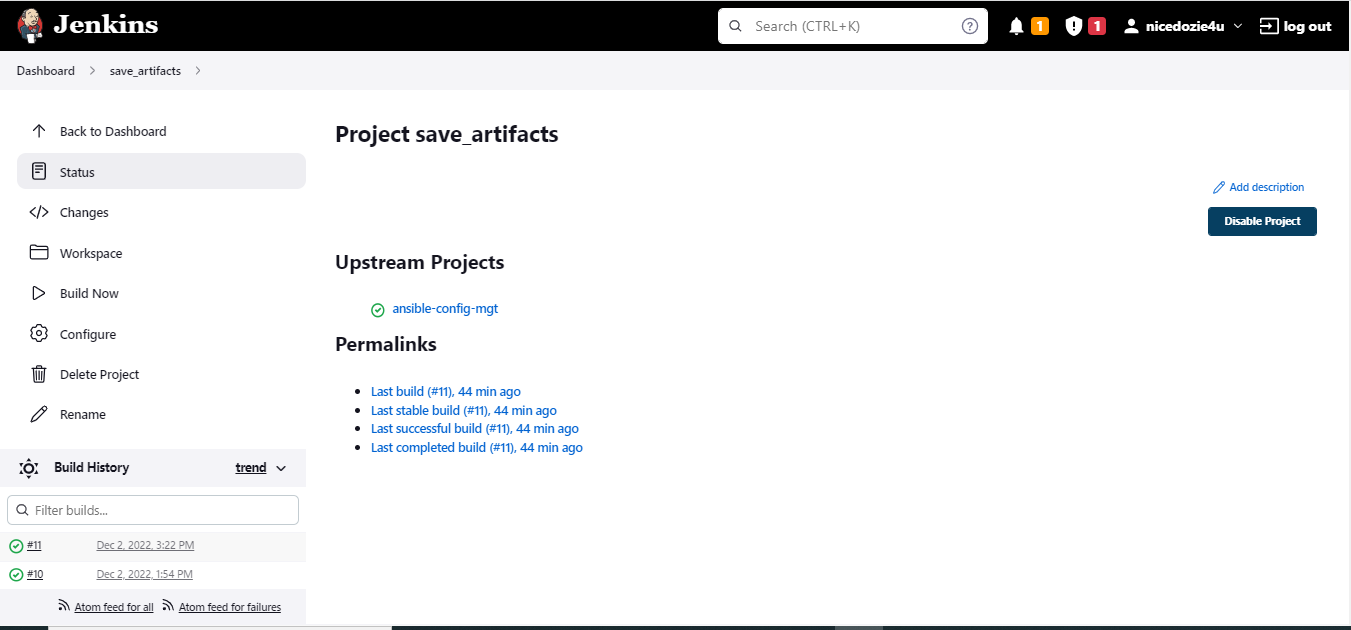 Jenkins
Search (CTRL+K)
1
1
nicedozie4u
log out
Dashboard
save_artifacts
Back to Dashboard
Status
Changes
Workspace
Build Now
Configure
Delete Project
Rename
Build History
trend
Filter builds...
#11 Dec 2, 2022, 3:22 PM
#10 Dec 2, 2022, 1:54 PM
Atom feed for all Atom feed for failures
Project save_artifacts
Add description
Disable Project
Upstream Projects
ansible-config-mgt
Permalinks
Last build (#11), 44 min ago
Last stable build (#11), 44 min ago
Last successful build (#11), 44 min ago
Last completed build (#11), 44 min ago